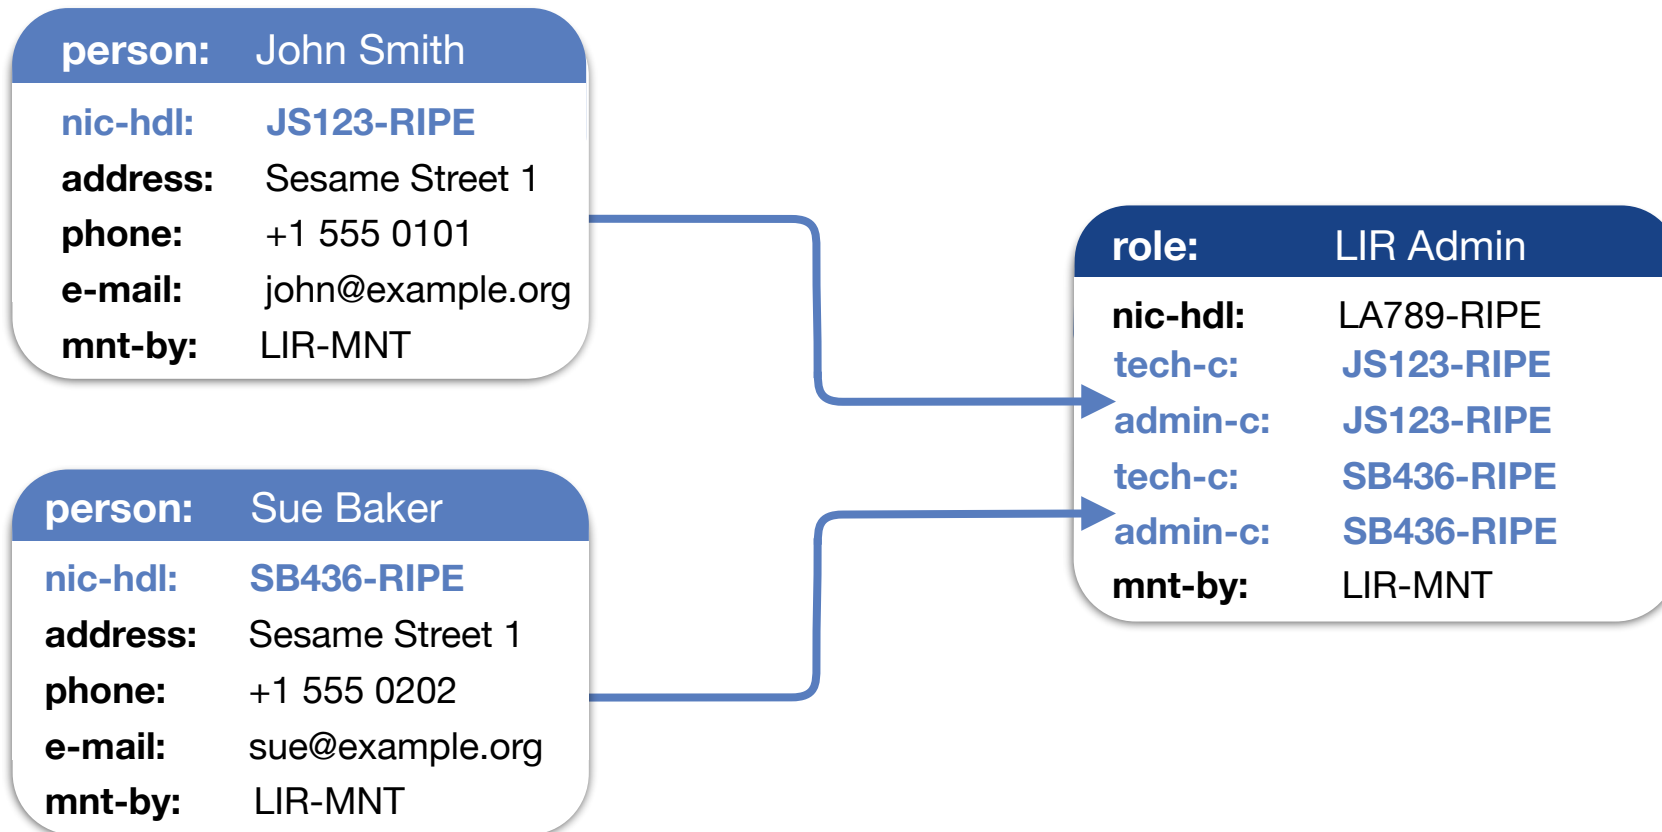 person: John Smith
nic-hdl: JS123-RIPE
address: Sesame Street 1
phone: +1 555 0101
e-mail: john@example.org
mnt-by: LIR-MNT
person: Sue Baker
nic-hdl: SB436-RIPE
address: Sesame Street 1
phone: +1 555 0202
e-mail: sue@example.org
mnt-by: LIR-MNT
role: LIR Admin
nic-hdl: LA789-RIPE
tech-c: JS123-RIPE
admin-c: JS123-RIPE
tech-c: SB436-RIPE
admin-c: SB436-RIPE
mnt-by: LIR-MNT